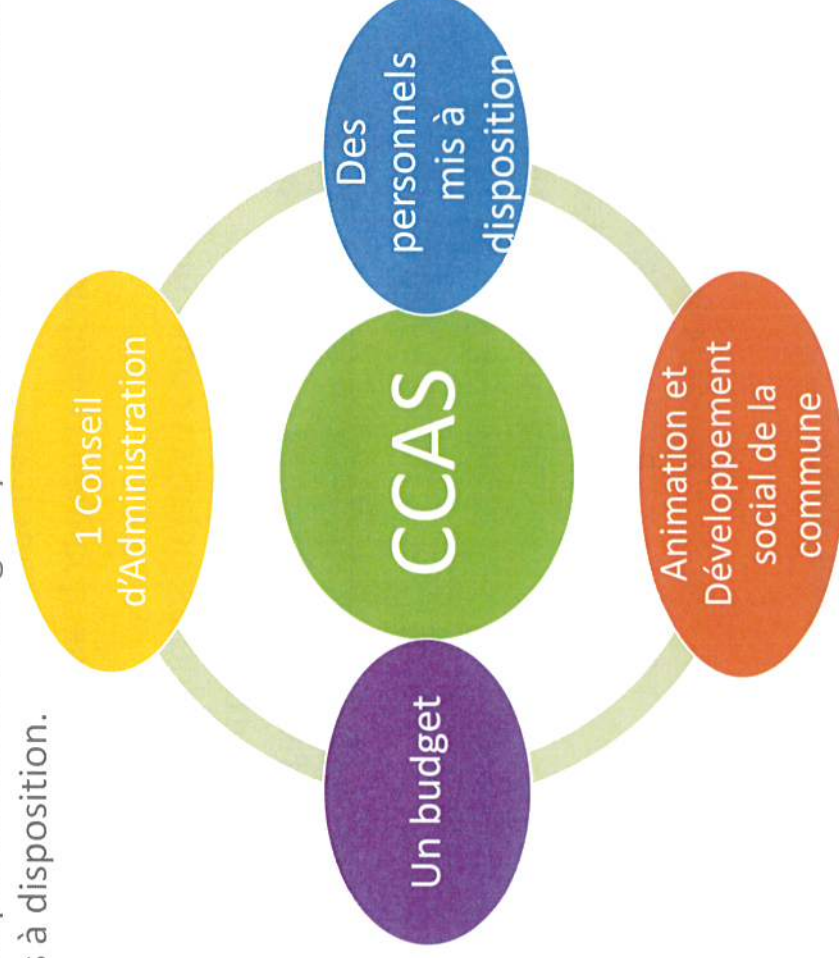 s à disposition.
1 Conseil
d'Administration
Un budget
CCAS
Des
personnels
mis à
disposition
Animation et
Développement
social de la
commune